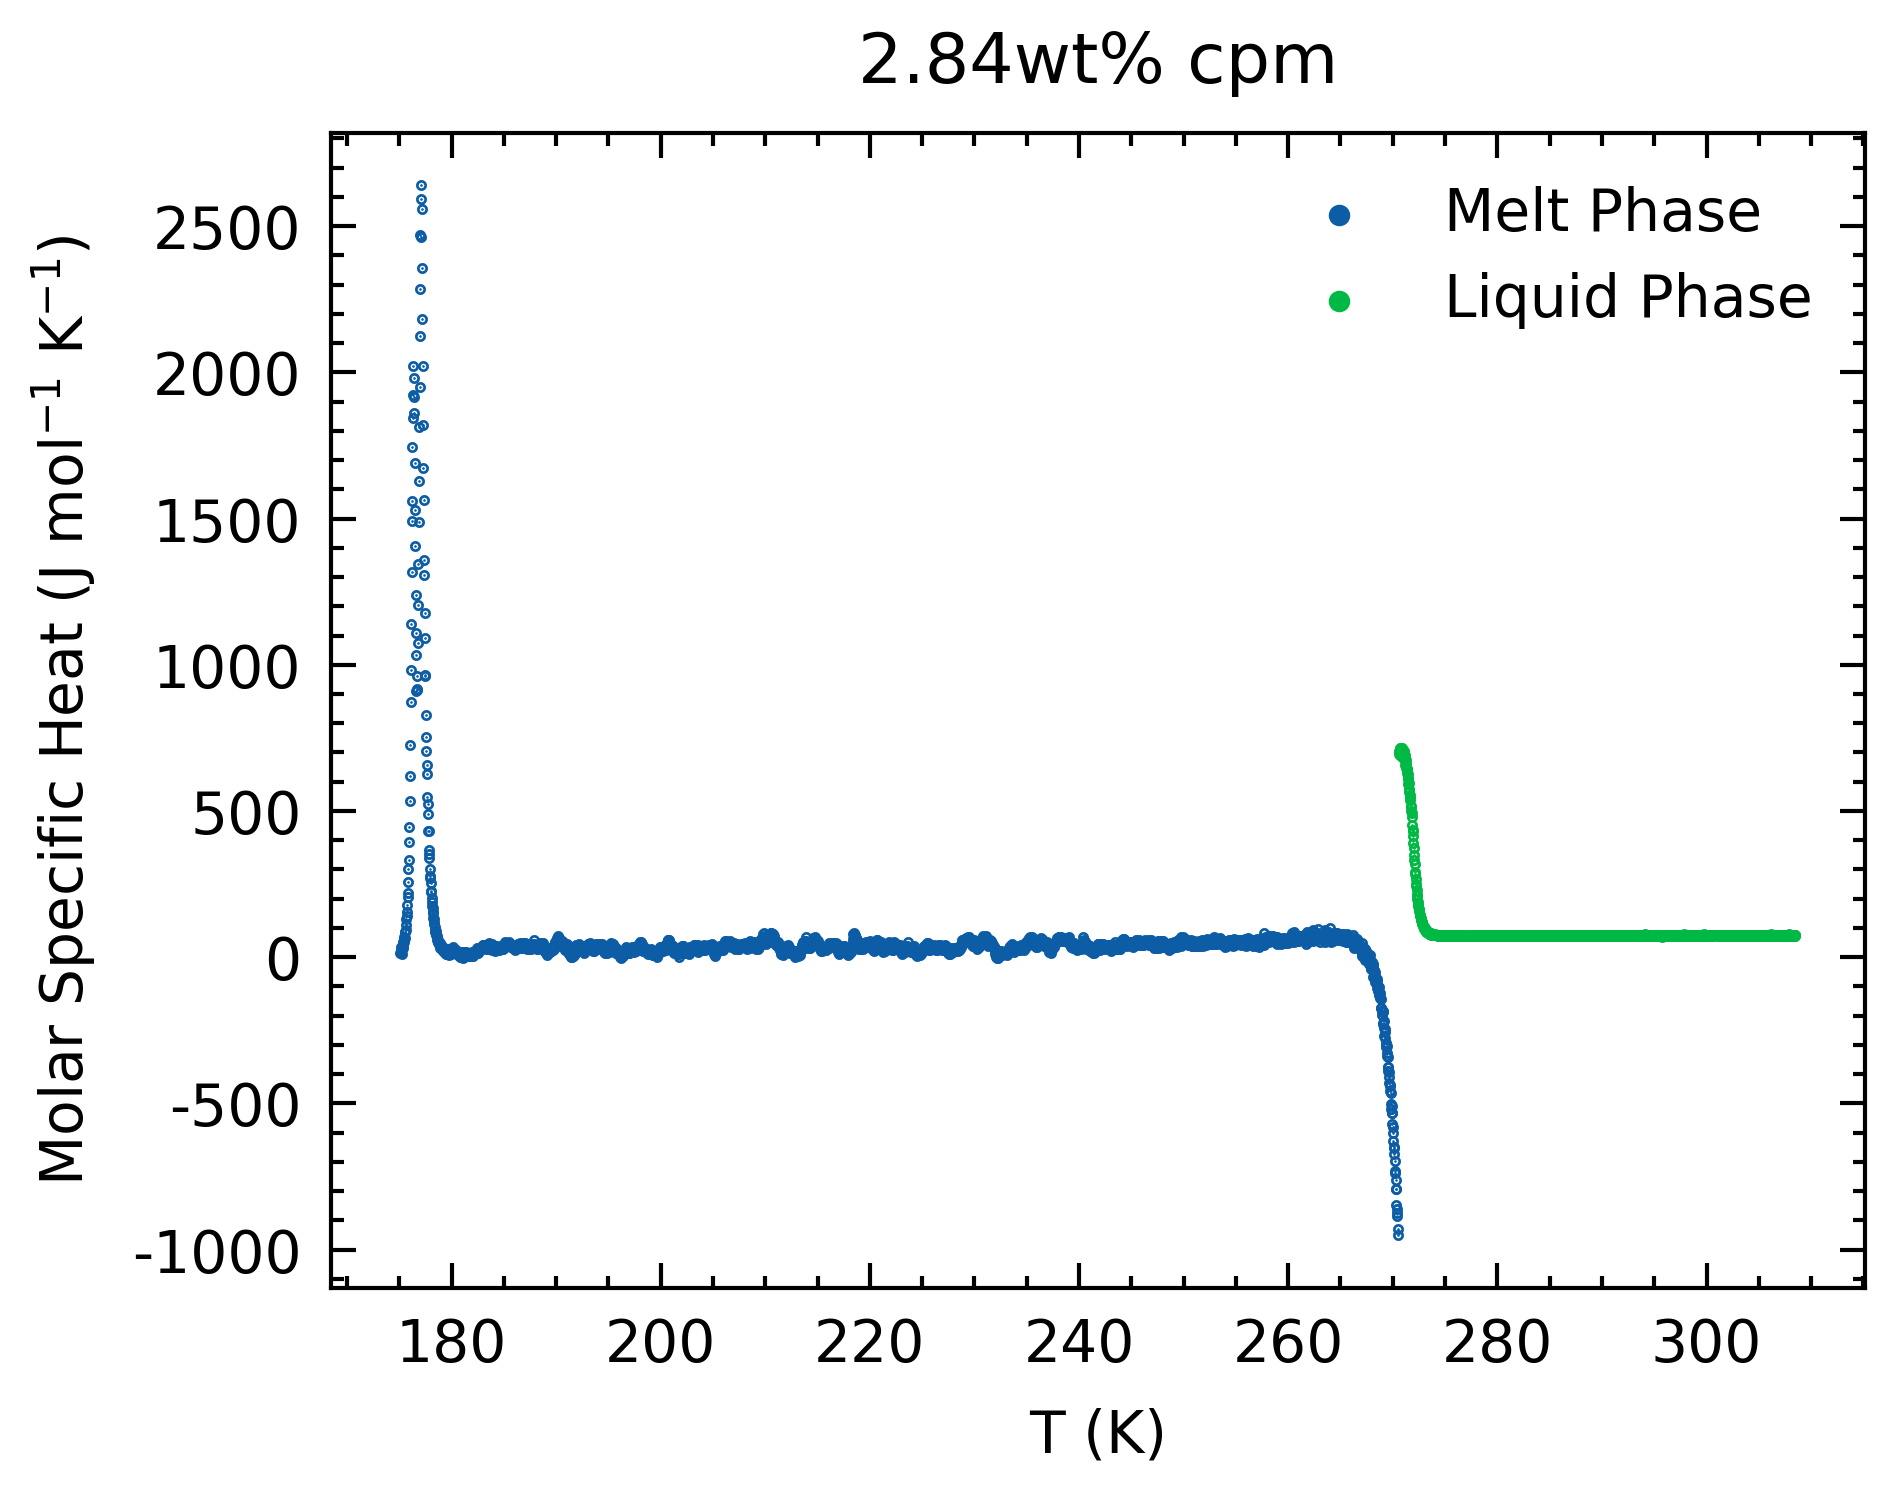 2.84wt% cpm
Molar Specific Heat (J mol⁻¹ K⁻¹)
2500
2000
1500
1000
500
0
-500
-1000
Melt Phase
Liquid Phase
180 200 220 240 260 280 300
T (K)